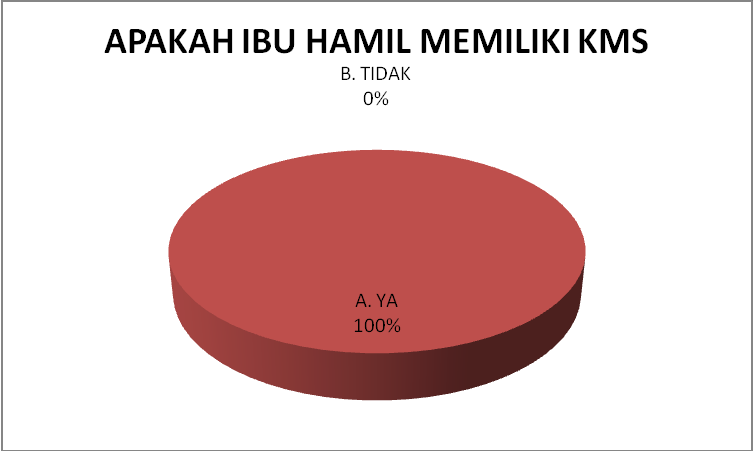 APAKAH IBU HAMIL MEMILIKI KMS
B. TIDAK
0%
A. YA
100%